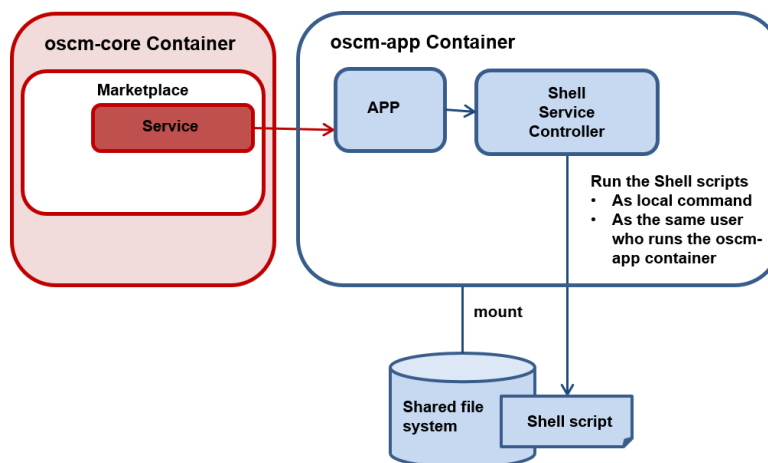 oscm-core Container
Marketplace
Service
oscm-app Container
APP
Shell
Service
Controller
Run the Shell scripts
• As local command
• As the same user
who runs the oscm-
app container
mount
Shared file
system
Shell script